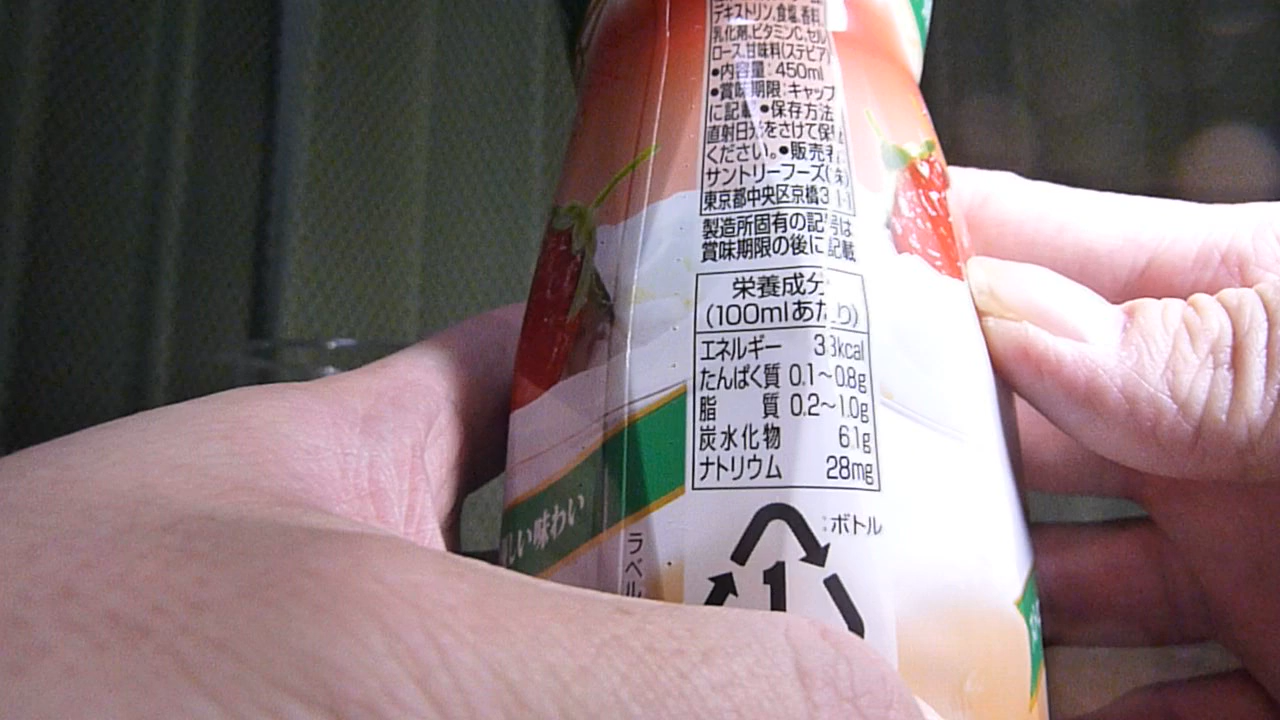 デキストリン、食塩、香料、
乳化剤、ビタミンC、セル
ロース、甘味料(ステビア)
●内容量:450ml
●賞味期限:キャップ
に記載●保存方法
直射日光をさけて保
ください。●販売者
サントリーフーズ(株)
東京都中央区京橋3-1-1
製造所固有の記号は
賞味期限の後に記載
栄養成分
(100mlあたり)
エネルギー 33kcal
たんぱく質 0.1~0.8g
脂 質 0.2~1.0g
炭水化物 6.1g
ナトリウム 28mg
:ボトル
ラベル
1
しい味わい